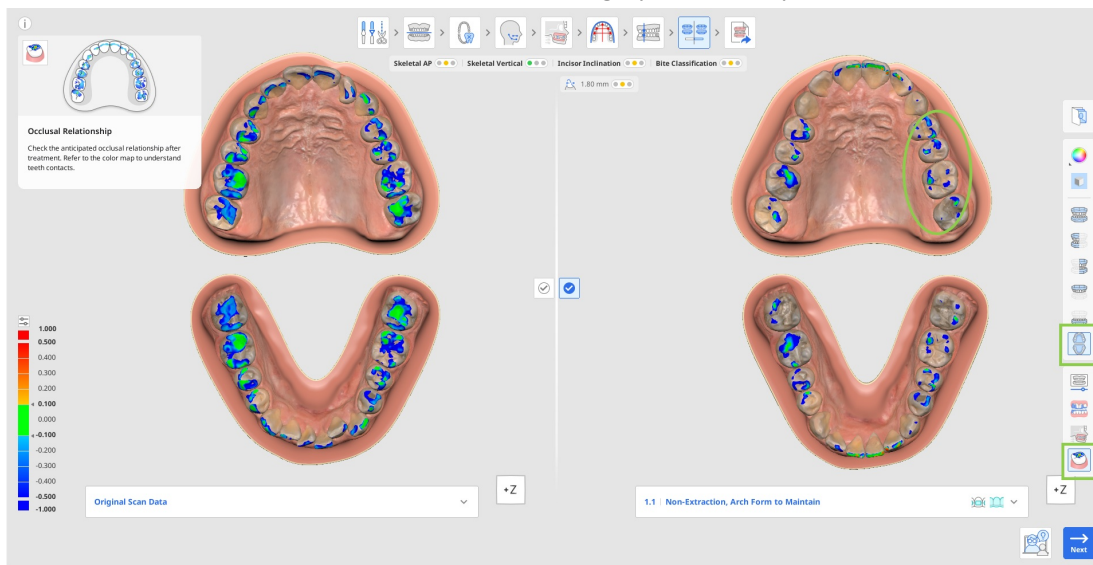 Skeletal AP | Skeletal Vertical | Incisor Inclination | Bite Classification
1.80 mm
Occlusal Relationship
Check the anticipated occlusal relationship after
treatment. Refer to the color map to understand
teeth contacts.
1.000
0.500
0.400
0.300
0.200
0.100
0.000
-0.100
-0.200
-0.300
-0.400
-0.500
-1.000
Original Scan Data
+Z
1.1 | Non-Extraction, Arch Form to Maintain
+Z
Next